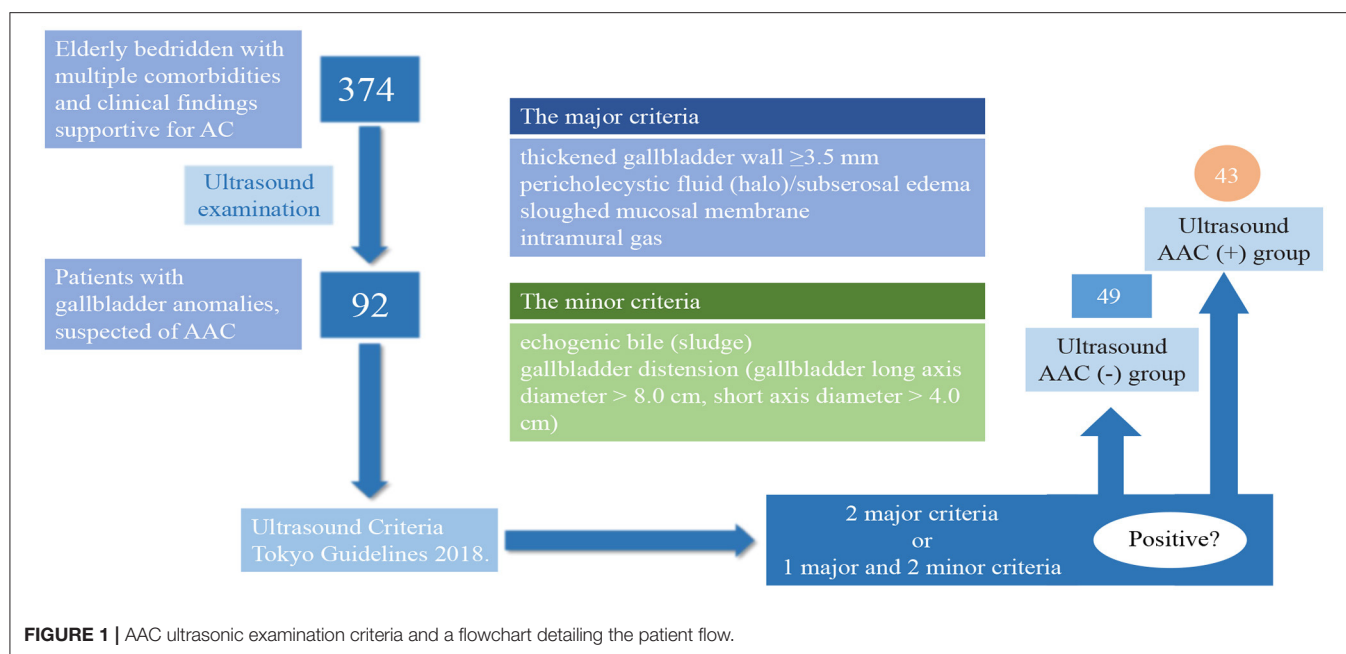 Elderly bedridden with
multiple comorbidities
and clinical findings
supportive for AC
374
Ultrasound
examination
Patients with
gallbladder anomalies,
suspected of AAC
92
The major criteria
thickened gallbladder wall ≥3.5 mm
pericholecystic fluid (halo)/subserosal edema
sloughed mucosal membrane
intramural gas
The minor criteria
echogenic bile (sludge)
gallbladder distension (gallbladder long axis
diameter > 8.0 cm, short axis diameter > 4.0
cm)
43
Ultrasound
AAC (+) group
49
Ultrasound
AAC (-) group
Ultrasound Criteria
Tokyo Guidelines 2018.
2 major criteria
or
1 major and 2 minor criteria
Positive?
FIGURE 1 | AAC ultrasonic examination criteria and a flowchart detailing the patient flow.